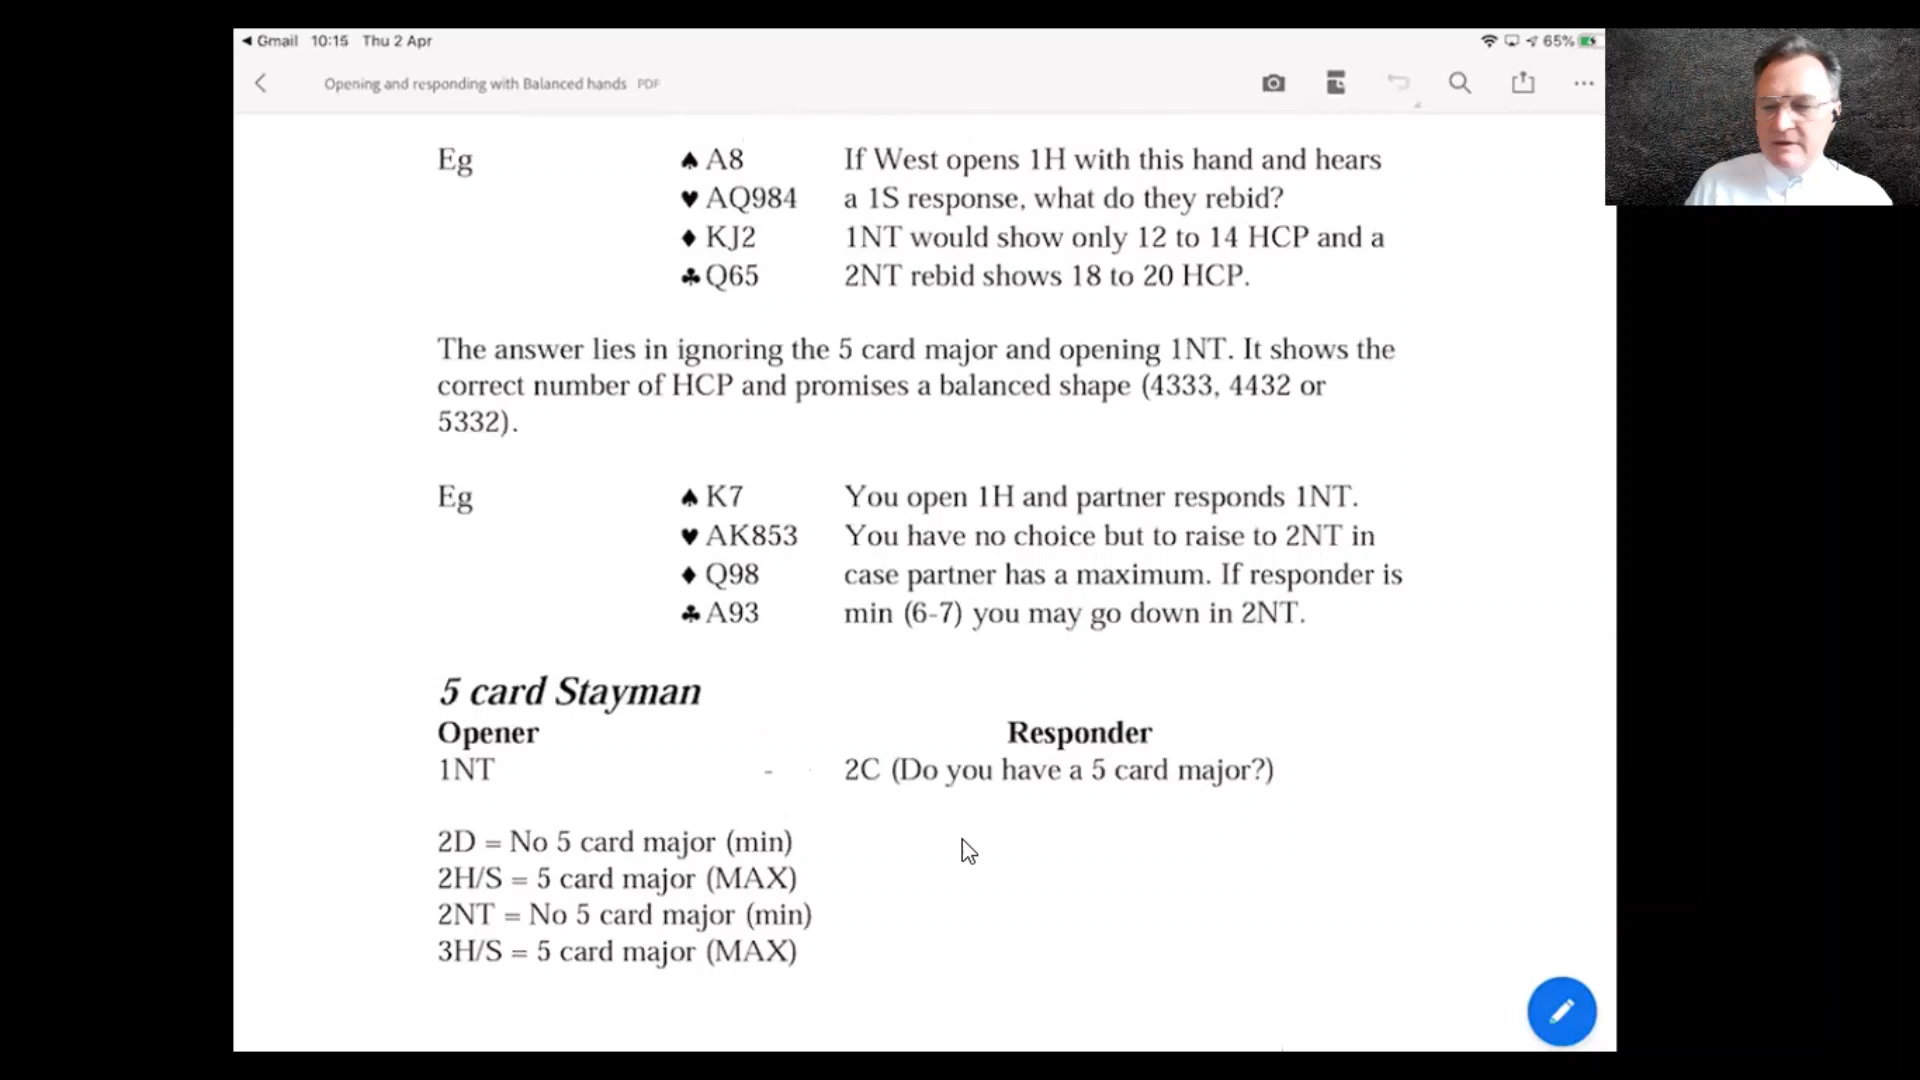 Gmail 10:15 Thu 2 Apr 65%
Opening and responding with Balanced hands PDF
Eg ♠ A8 If West opens 1H with this hand and hears
♥ AQ984 a 1S response, what do they rebid?
♦ KJ2 1NT would show only 12 to 14 HCP and a
♣ Q65 2NT rebid shows 18 to 20 HCP.
The answer lies in ignoring the 5 card major and opening 1NT. It shows the
correct number of HCP and promises a balanced shape (4333, 4432 or
5332).
Eg ♠ K7 You open 1H and partner responds 1NT.
♥ AK853 You have no choice but to raise to 2NT in
♦ Q98 case partner has a maximum. If responder is
♣ A93 min (6-7) you may go down in 2NT.
5 card Stayman
Opener Responder
1NT - 2C (Do you have a 5 card major?)
2D = No 5 card major (min)
2H/S = 5 card major (MAX)
2NT = No 5 card major (min)
3H/S = 5 card major (MAX)